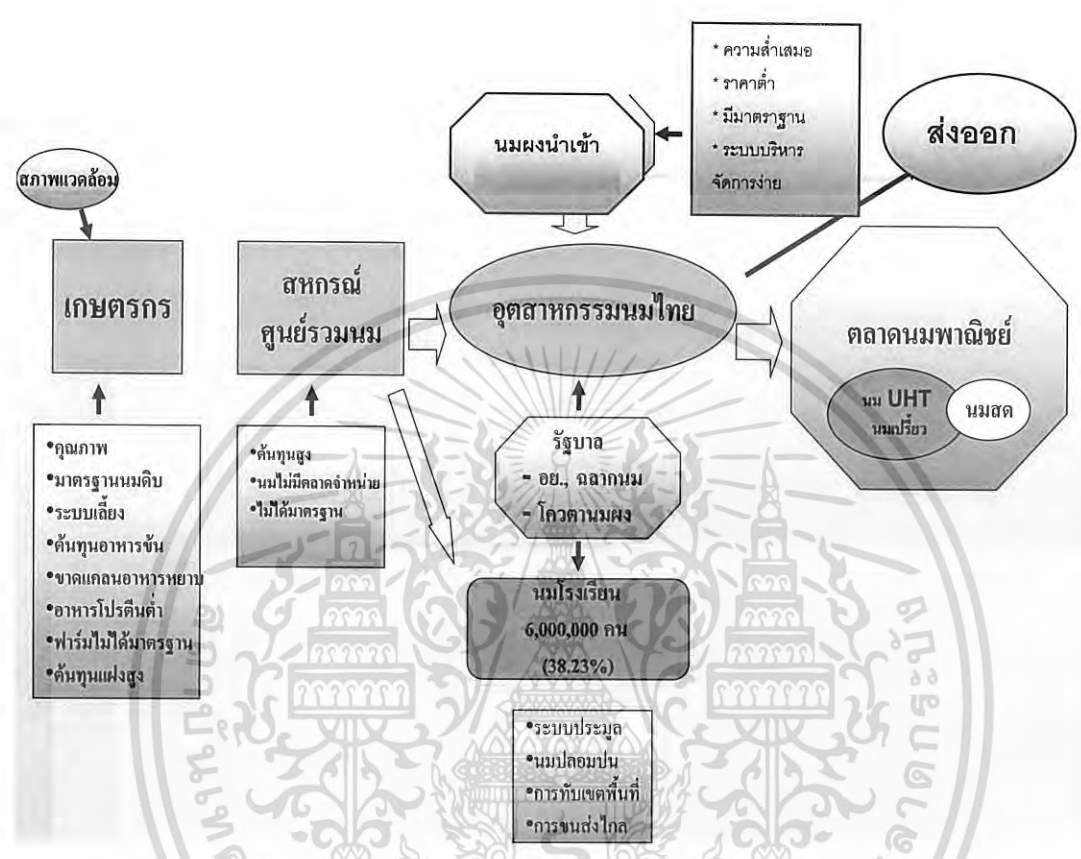 * ความสม่ำเสมอ
* ราคาต่ำ
* มีมาตราฐาน
* ระบบบริหาร
จัดการง่าย
นมผงนำเข้า
ส่งออก
สภาพแวดล้อม
เกษตรกร
สหกรณ์
ศูนย์รวมนม
อุตสาหกรรมนมไทย
ตลาดนมพาณิชย์
นม UHT
นมเปรี้ยว
นมสด
•คุณภาพ
•มาตรฐานนมดิบ
•ระบบเลี้ยง
•ต้นทุนอาหารข้น
•ขาดแคลนอาหารหยาบ
•อาหารโปรตีนต่ำ
•ฟาร์มไม่ได้มาตรฐาน
•ต้นทุนแฝงสูง
•ต้นทุนสูง
•นมไม่มีตลาดจำหน่าย
•ไม่ได้มาตรฐาน
รัฐบาล
- อย., ฉลากนม
- โควตานมผง
นมโรงเรียน
6,000,000 คน
(38.23%)
•ระบบประมูล
•นมปลอมปน
•การทับเขตพื้นที่
•การขนส่งไกล